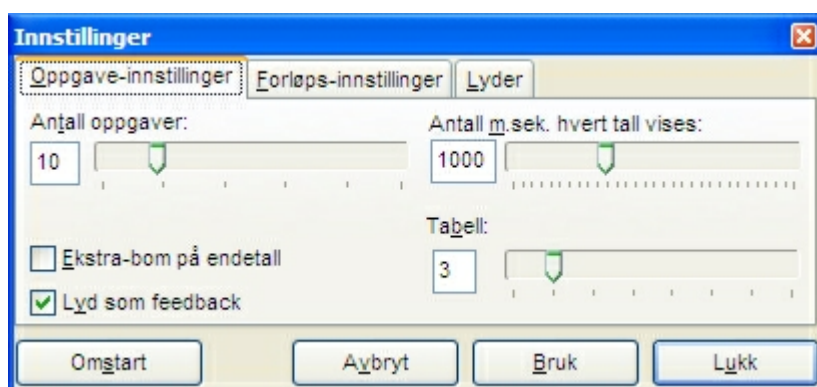 Innstillinger
Oppgave-innstillinger Forløps-innstillinger Lyder
Antall oppgaver:
10
Antall m.sek. hvert tall vises:
1000
Ekstra-bom på endetall
Lyd som feedback
Tabell:
3
Omstart Avbryt Bruk Lukk